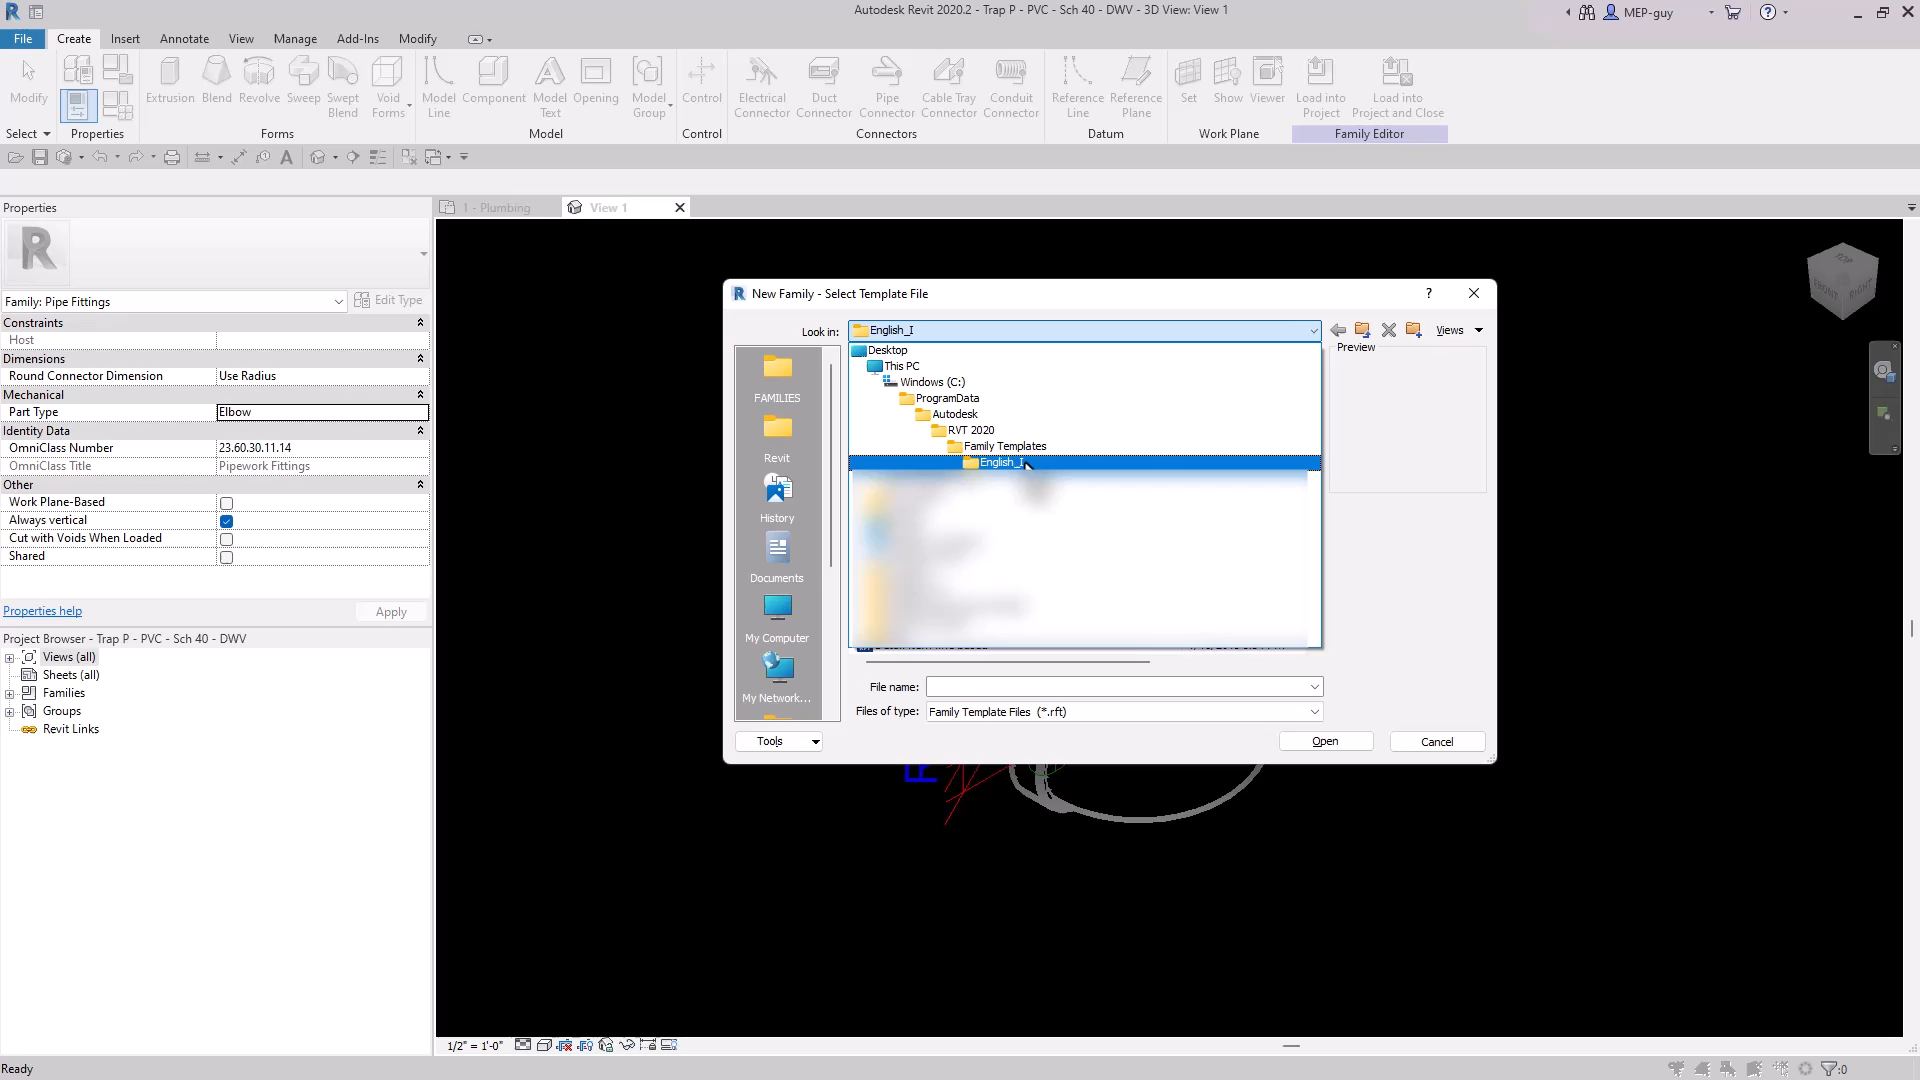 Autodesk Revit 2020.2 - Trap P - PVC - Sch 40 - DWV - 3D View: View 1
MEP-guy
File Create Insert Annotate View Manage Add-Ins Modify
Modify
Extrusion Blend Revolve Sweep Swept Blend Void Forms
Model Line Component Model Text Opening Model Group
Control
Electrical Connector Duct Connector Pipe Connector Cable Tray Connector Conduit Connector
Reference Line Reference Plane
Set Show Viewer
Load into Project Load into Project and Close
Select Properties Forms Model Control Connectors Datum Work Plane Family Editor
Properties
1 - Plumbing
View 1
R
Family: Pipe Fittings
Edit Type
Constraints
Host
Dimensions
Round Connector Dimension Use Radius
Mechanical
Part Type Elbow
Identity Data
OmniClass Number 23.60.30.11.14
OmniClass Title Pipework Fittings
Other
Work Plane-Based
Always vertical
Cut with Voids When Loaded
Shared
Properties help
Apply
Project Browser - Trap P - PVC - Sch 40 - DWV
Views (all)
Sheets (all)
Families
Groups
Revit Links
TOP
FRONT
RIGHT
New Family - Select Template File
?
Look in: English_I
Views
Preview
Desktop
This PC
Windows (C:)
ProgramData
Autodesk
RVT 2020
Family Templates
English_I
FAMILIES
Revit
History
Documents
My Computer
My Network...
File name:
Files of type: Family Template Files (*.rft)
Tools
Open
Cancel
1/2" = 1'-0"
Ready
:0